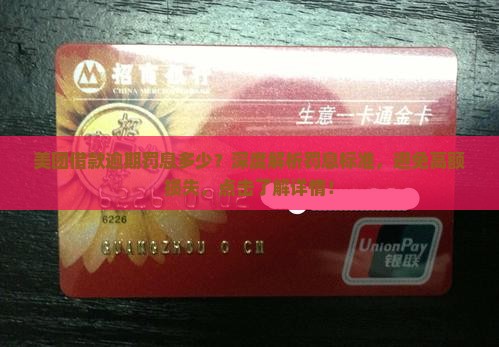 招商银行
CHINA MERCHANTS BANK
生意一卡通金卡
美团借款逾期罚息多少？深度解析罚息标准，避免高额
损失，点击了解详情！
6226
GUANGZHOU O CM
UnionPay
银联